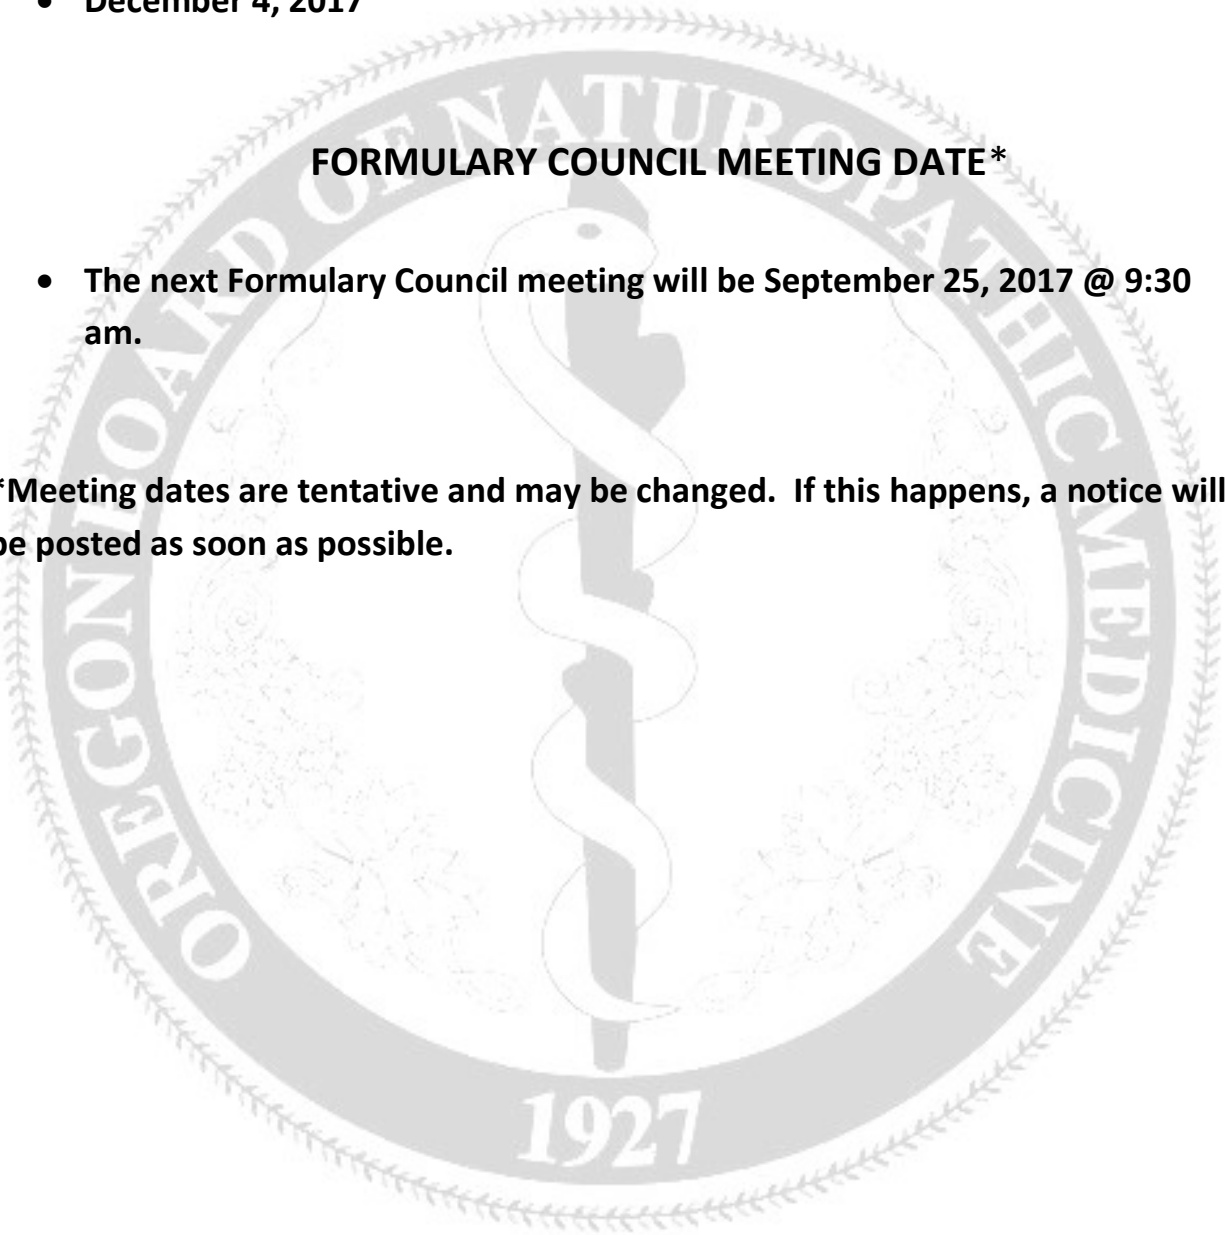 • December 4, 2017
FORMULARY COUNCIL MEETING DATE*
• The next Formulary Council meeting will be September 25, 2017 @ 9:30
am.
*Meeting dates are tentative and may be changed.  If this happens, a notice will
be posted as soon as possible.
OREGON BOARD OF NATUROPATHIC MEDICINE
1927